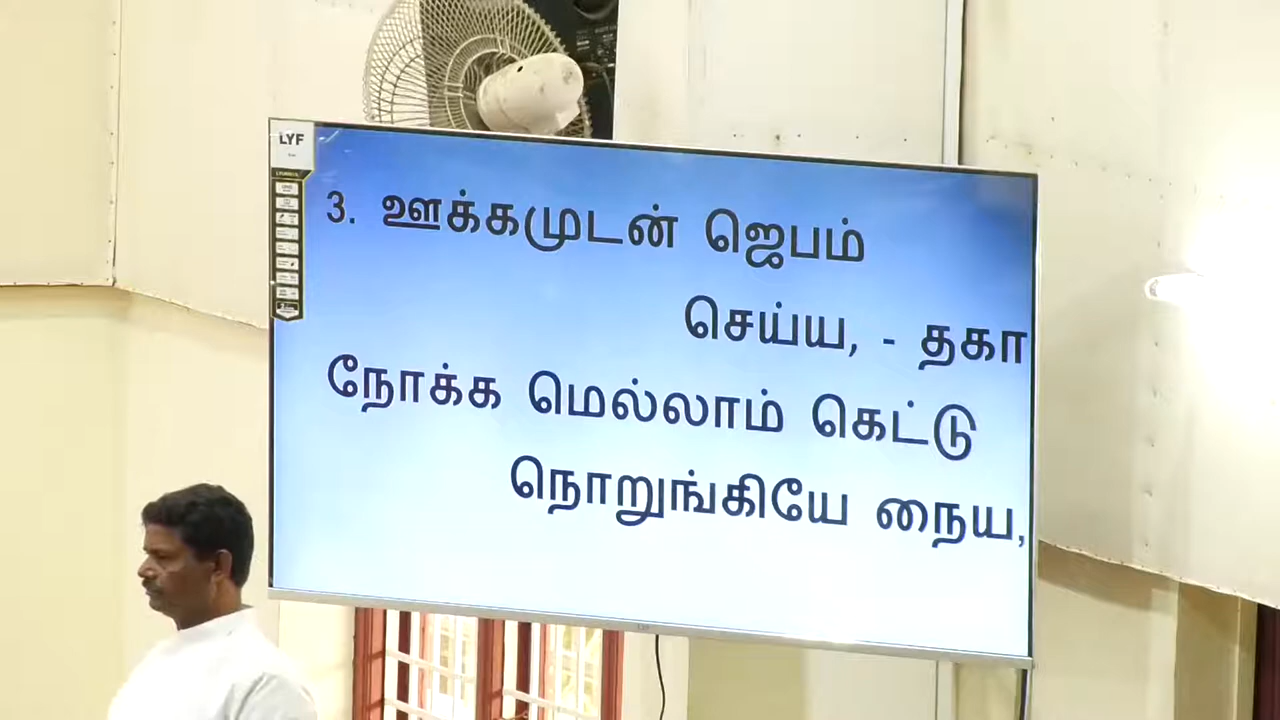 LYF
3. ஊக்கமுடன் ஜெபம்
செய்ய, - தகா
நோக்க மெல்லாம் கெட்டு
நொறுங்கியே நைய,